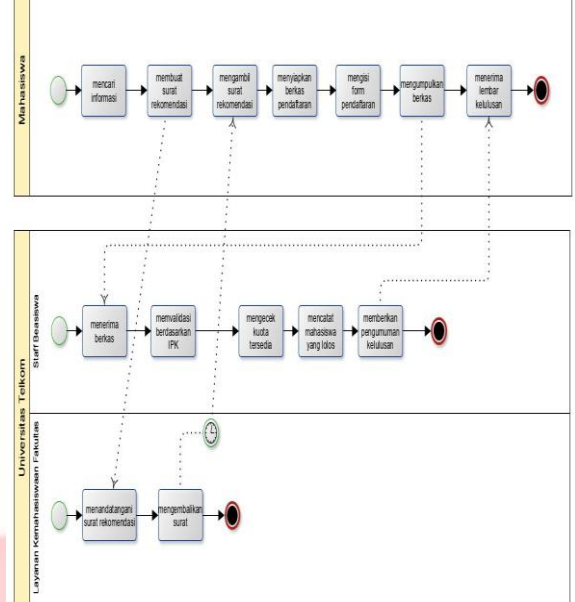 Mahasiswa
mencari
informasi
membuat
surat
rekomendasi
mengambil
surat
rekomendasi
menyiapkan
berkas
pendaftaran
mengisi
form
pendaftaran
mengumpulkan
berkas
menerima
lembar
kelulusan
Universitas Telkom
Staff Beasiswa
menerima
berkas
memvalidasi
berdasarkan
IPK
mengecek
kuota
tersedia
mencatat
mahasiswa
yang lolos
memberikan
pengumuman
kelulusan
Layanan Kemahasiswaan Fakultas
menandatangani
surat rekomendasi
mengembalikan
surat